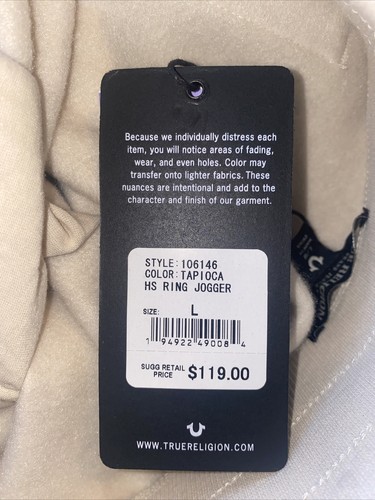 Because we individually distress each
item, you will notice areas of fading,
wear, and even holes. Color may
transfer onto lighter fabrics. These
nuances are intentional and add to the
character and finish of our garment.
STYLE:106146
COLOR:TAPIOCA
HS RING JOGGER
SIZE: L
1 94922 49008 4
SUGG RETAIL
PRICE $119.00
WWW.TRUERELIGION.COM